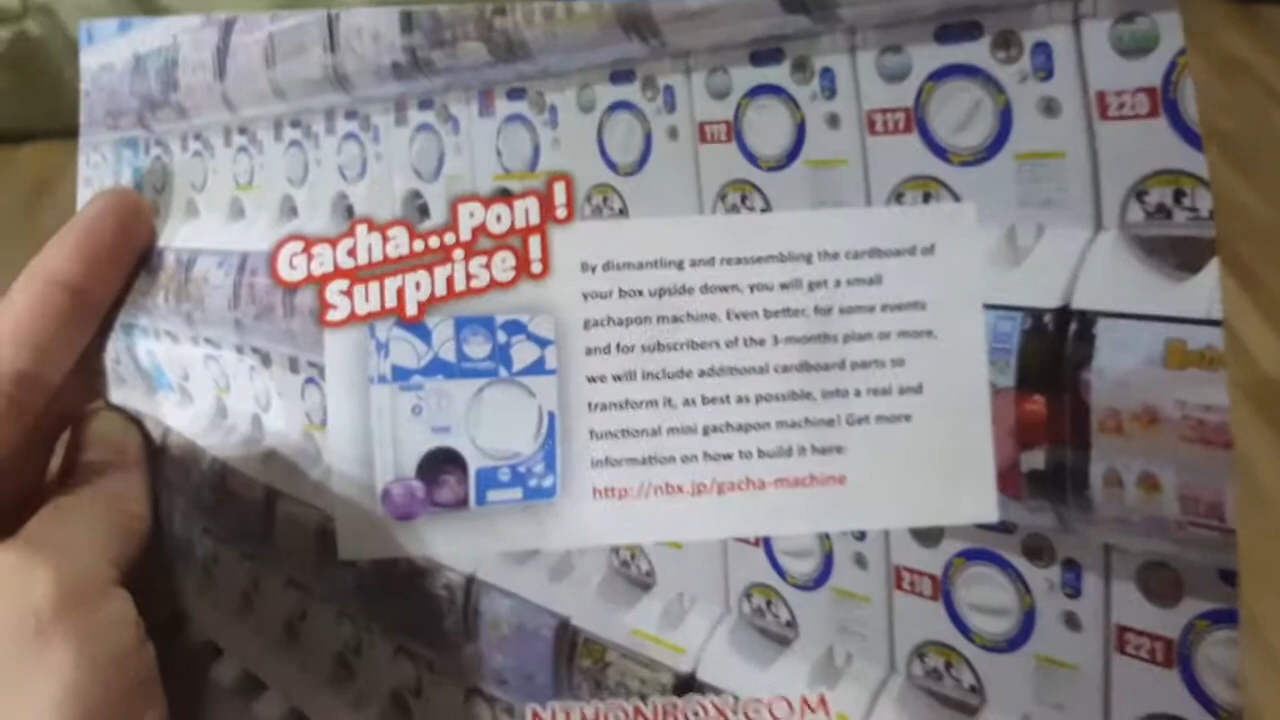 172
217
220
Gacha...Pon !
Surprise !
By dismantling and reassembling the cardboard of
your box upside down, you will get a small
gachapon machine. Even better, for some events
and for subscribers of the 3-months plan or more,
we will include additional cardboard parts to
transform it, as best as possible, into a real and
functional mini gachapon machine! Get more
information on how to build it here:
http://nbx.jp/gacha-machine
218
221
NIHONBOX.COM